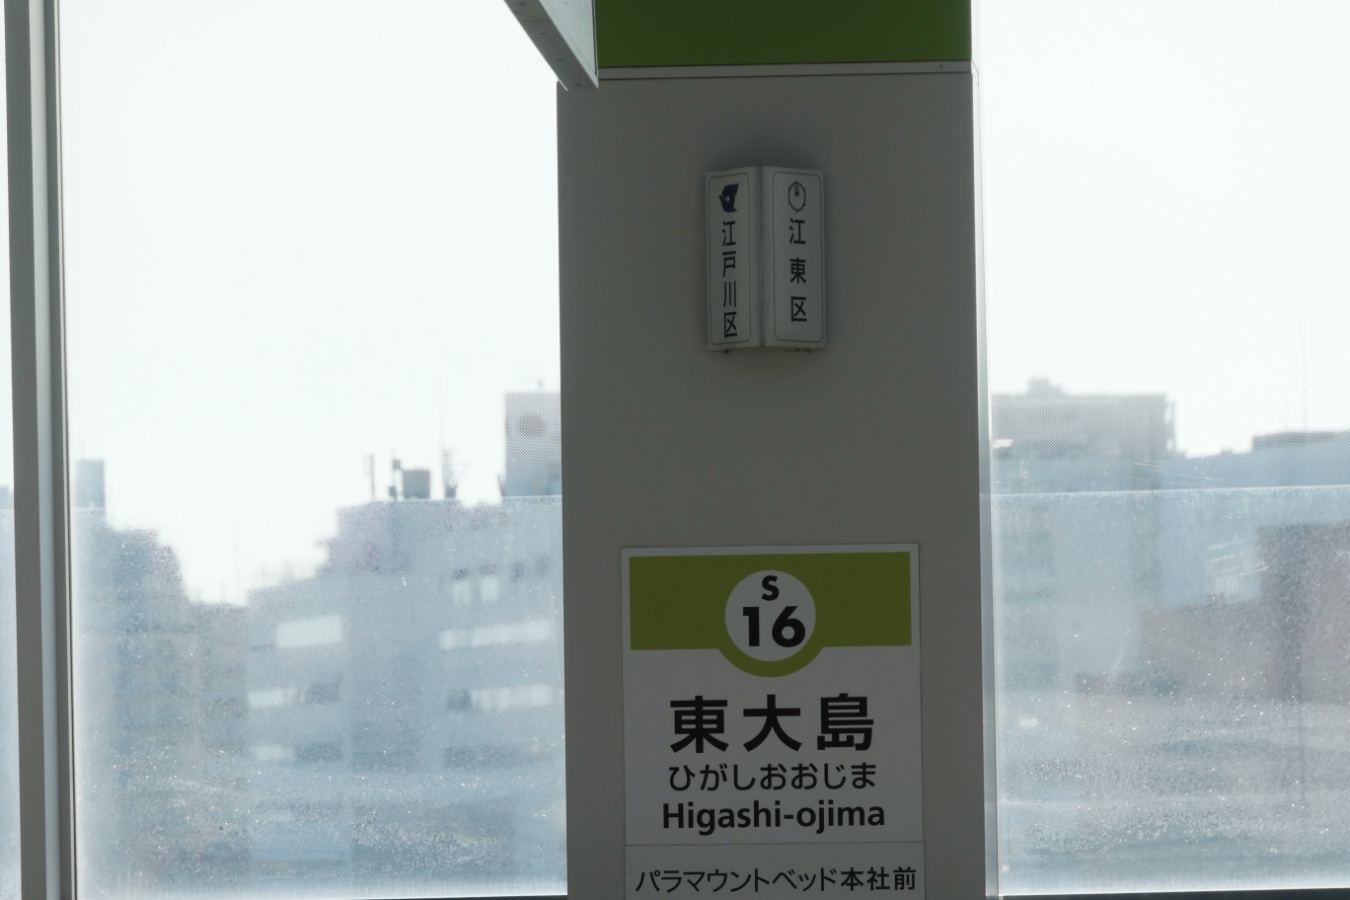 江戸川区
江東区
S
16
東大島
ひがしおおじま
Higashi-ojima
パラマウントベッド本社前